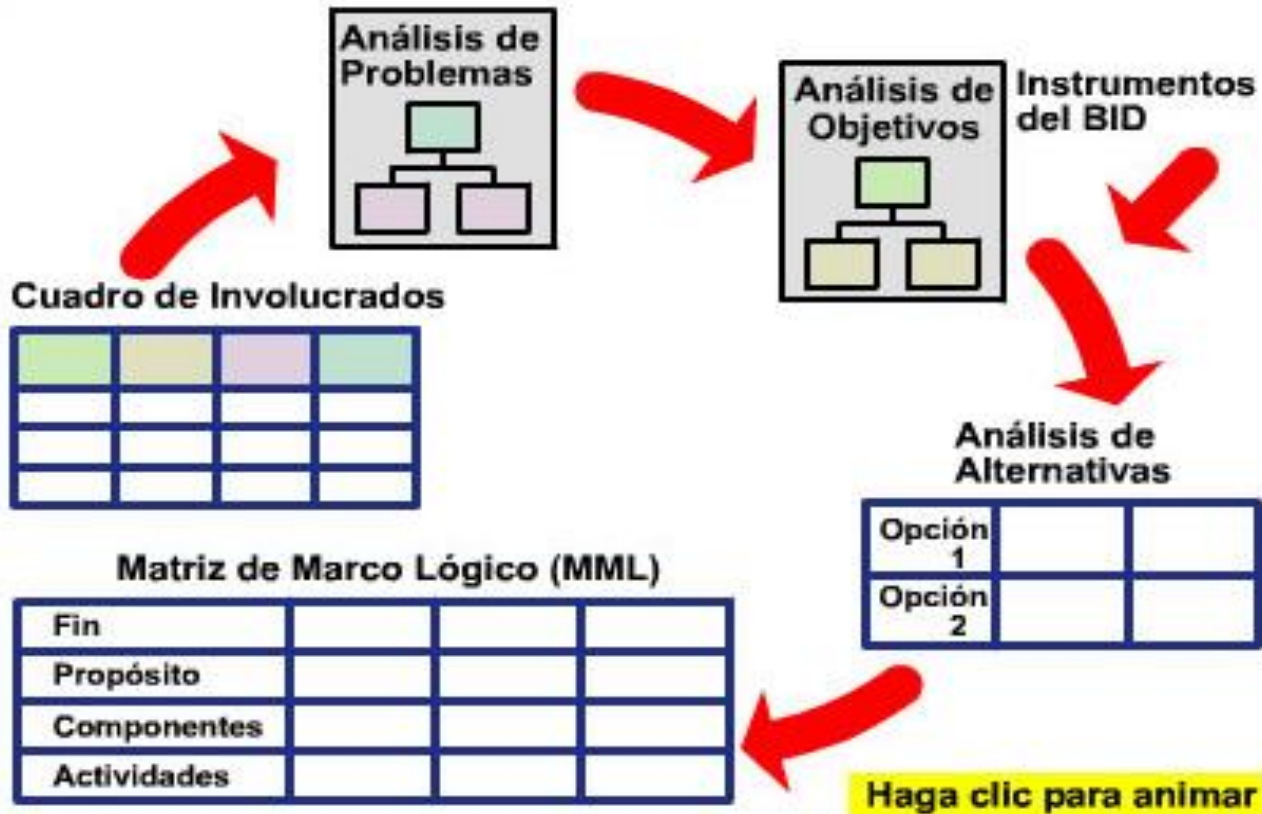 Análisis de
Problemas
Análisis de
Objetivos
Instrumentos
del BID
Cuadro de Involucrados
Análisis de
Alternativas
Opción
1
Opción
2
Matriz de Marco Lógico (MML)
Fin
Propósito
Componentes
Actividades
Haga clic para animar